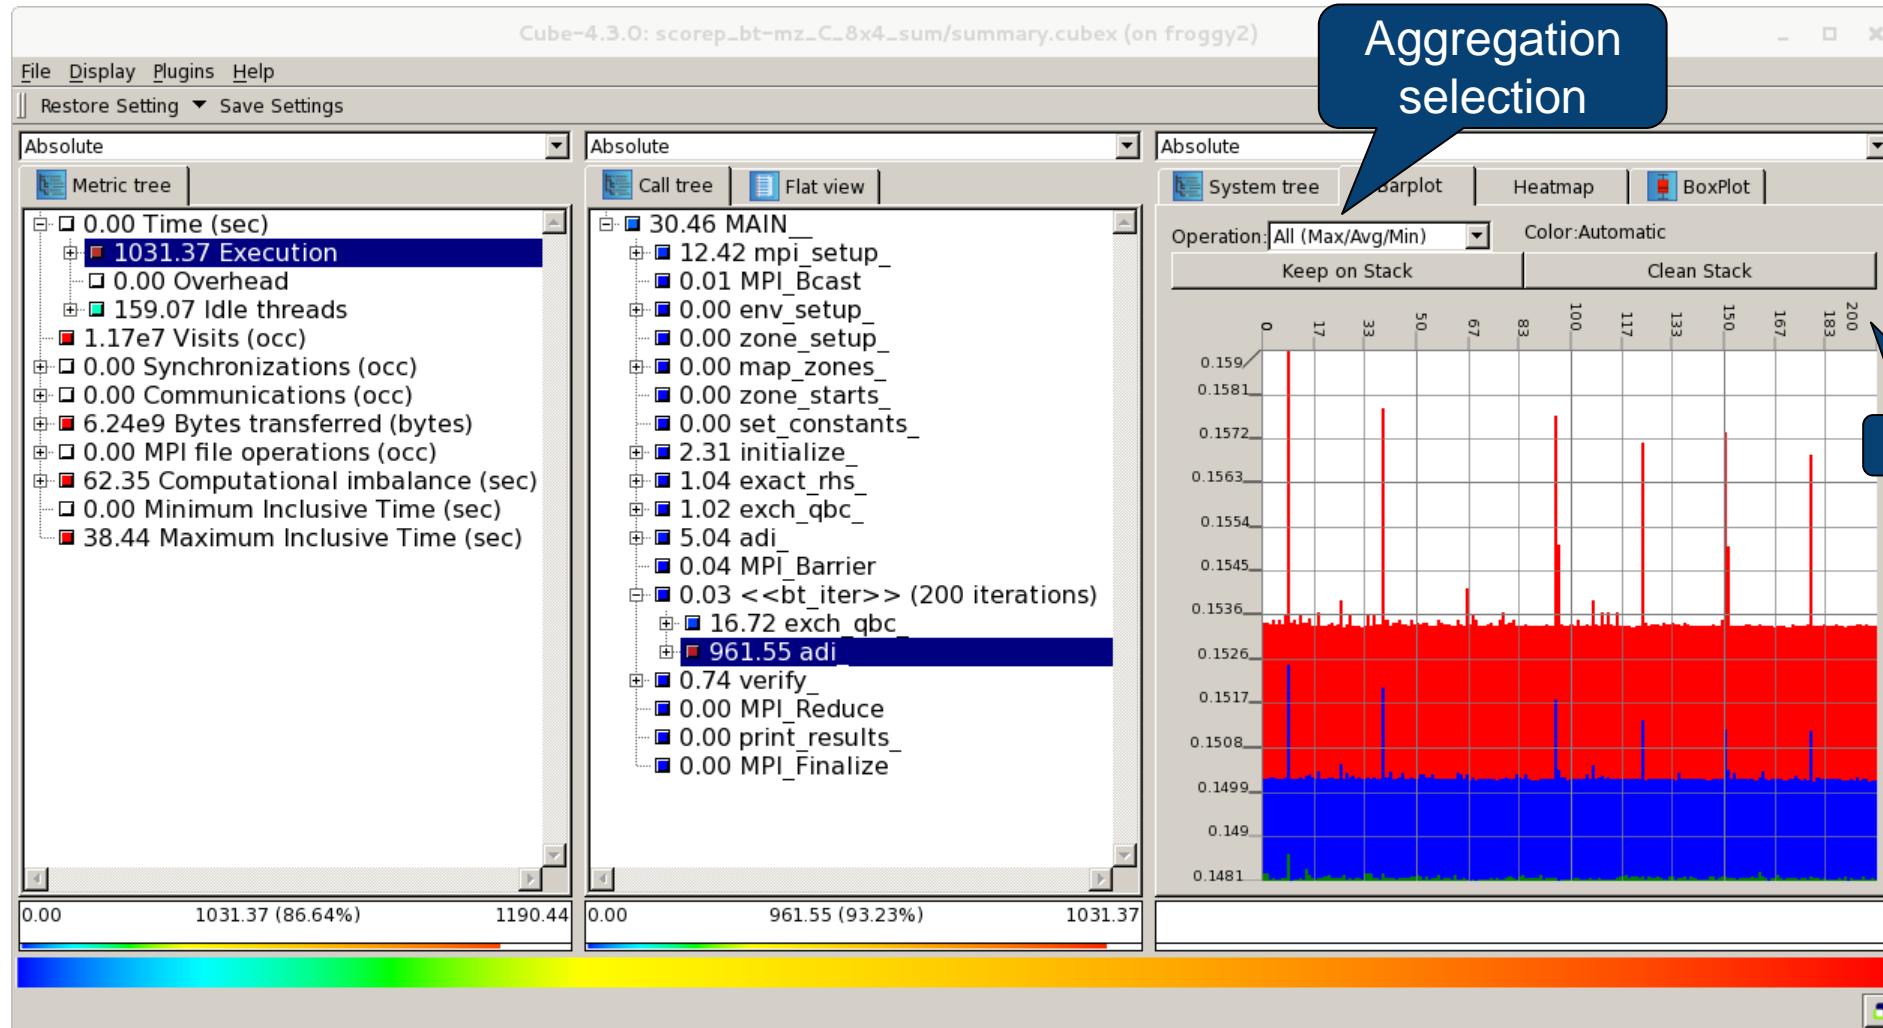 Cube-4.3.0: scorep_bt-mz_C_8x4_sum/summary.cubex (on froggy2)
Aggregation
selection
File Display Plugins Help
Restore Setting Save Settings
Absolute
Metric tree
0.00 Time (sec)
1031.37 Execution
0.00 Overhead
159.07 Idle threads
1.17e7 Visits (occ)
0.00 Synchronizations (occ)
0.00 Communications (occ)
6.24e9 Bytes transferred (bytes)
0.00 MPI file operations (occ)
62.35 Computational imbalance (sec)
0.00 Minimum Inclusive Time (sec)
38.44 Maximum Inclusive Time (sec)
0.00 1031.37 (86.64%) 1190.44
Absolute
Call tree Flat view
30.46 MAIN__
12.42 mpi_setup_
0.01 MPI_Bcast
0.00 env_setup_
0.00 zone_setup_
0.00 map_zones_
0.00 zone_starts_
0.00 set_constants_
2.31 initialize_
1.04 exact_rhs_
1.02 exch_qbc_
5.04 adi_
0.04 MPI_Barrier
0.03 <<bt_iter>> (200 iterations)
16.72 exch_qbc_
961.55 adi_
0.74 verify_
0.00 MPI_Reduce
0.00 print_results_
0.00 MPI_Finalize
0.00 961.55 (93.23%) 1031.37
Absolute
System tree Barplot Heatmap BoxPlot
Operation: All (Max/Avg/Min) Color:Automatic
Keep on Stack Clean Stack
0 17 33 50 67 83 100 117 133 150 167 183 200
0.159
0.1581
0.1572
0.1563
0.1554
0.1545
0.1536
0.1526
0.1517
0.1508
0.1499
0.149
0.1481